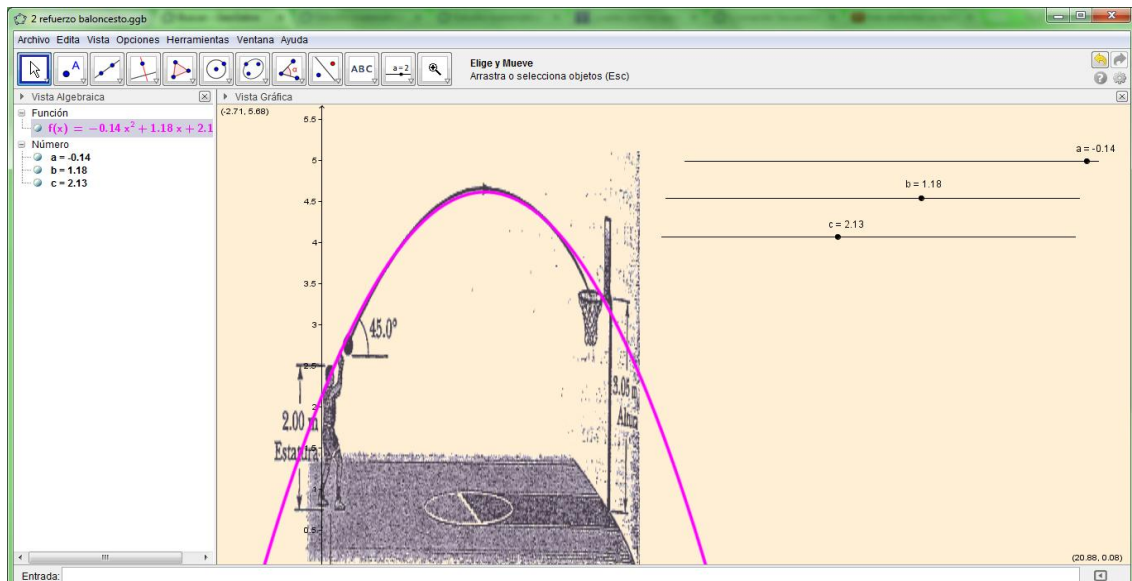 2 refuerzo baloncesto.ggb
Archivo Edita Vista Opciones Herramientas Ventana Ayuda
A
α
ABC
a=2
Elige y Mueve
Arrastra o selecciona objetos (Esc)
Vista Algebraica
Vista Gráfica
Función
f(x) = −0.14 x² + 1.18 x + 2.1
Número
a = -0.14
b = 1.18
c = 2.13
(-2.71, 5.68)
5.5
5
4.5
4
3.5
3
2.5
2
1.5
1
0.5
45.0º
2.00 m
Estatura
3.05 m
Altura
a = -0.14
b = 1.18
c = 2.13
(20.88, 0.08)
Entrada: